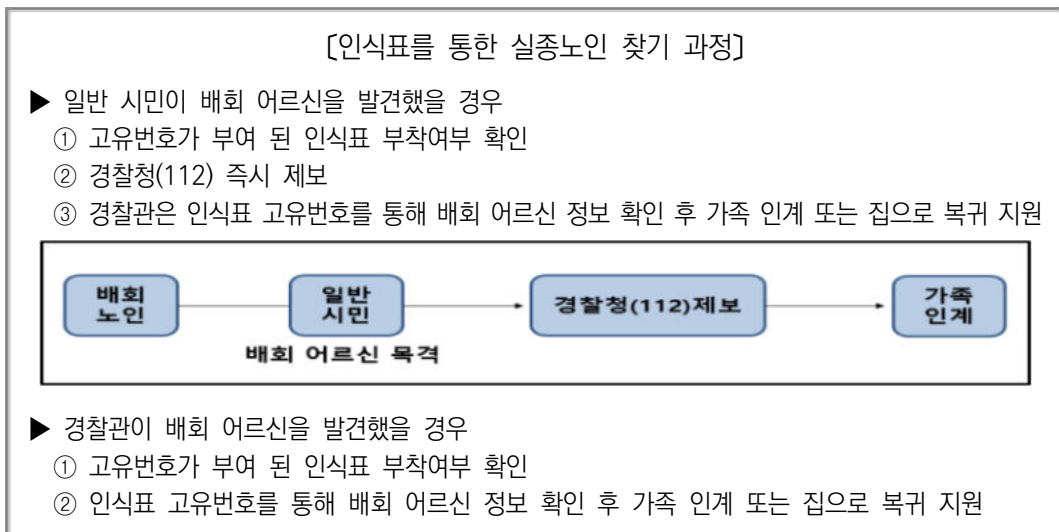 [인식표를 통한 실종노인 찾기 과정]
▶ 일반 시민이 배회 어르신을 발견했을 경우
① 고유번호가 부여 된 인식표 부착여부 확인
② 경찰청(112) 즉시 제보
③ 경찰관은 인식표 고유번호를 통해 배회 어르신 정보 확인 후 가족 인계 또는 집으로 복귀 지원
배회
노인
일반
시민
경찰청(112)제보
가족
인계
배회 어르신 목격
▶ 경찰관이 배회 어르신을 발견했을 경우
① 고유번호가 부여 된 인식표 부착여부 확인
② 인식표 고유번호를 통해 배회 어르신 정보 확인 후 가족 인계 또는 집으로 복귀 지원